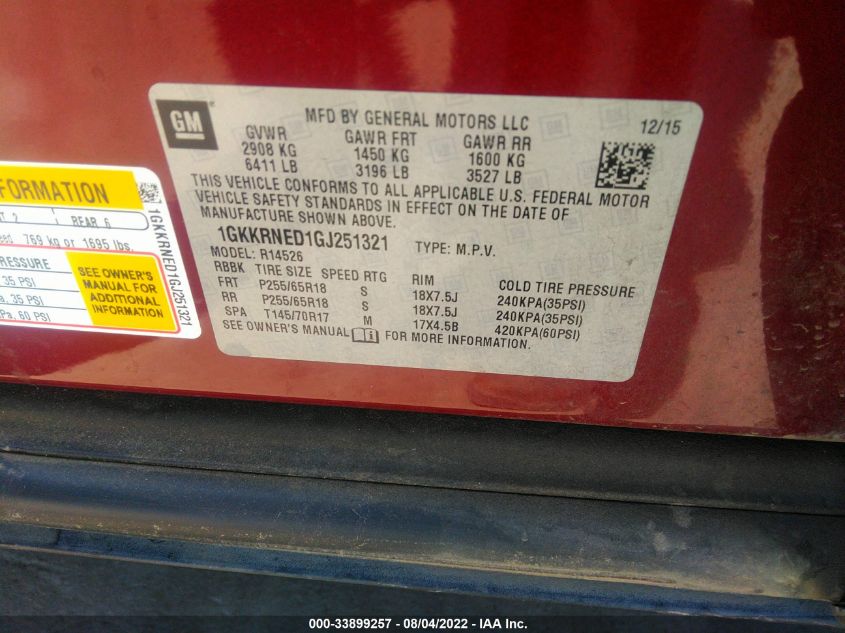 GM
MFD BY GENERAL MOTORS LLC
12/15
GVWR GAWR FRT GAWR RR
2908 KG 1450 KG 1600 KG
6411 LB 3196 LB 3527 LB
THIS VEHICLE CONFORMS TO ALL APPLICABLE U.S. FEDERAL MOTOR
VEHICLE SAFETY STANDARDS IN EFFECT ON THE DATE OF
MANUFACTURE SHOWN ABOVE.
1GKKRNED1GJ251321 TYPE: M.P.V.
MODEL: R14526
RBBK TIRE SIZE SPEED RTG RIM COLD TIRE PRESSURE
FRT P255/65R18 S 18X7.5J 240KPA(35PSI)
RR P255/65R18 S 18X7.5J 240KPA(35PSI)
SPA T145/70R17 M 17X4.5B 420KPA(60PSI)
SEE OWNER'S MANUAL i FOR MORE INFORMATION.
FORMATION
2 REAR 6
769 kg or 1695 lbs.
PRESSURE
35 PSI
35 PSI
60 PSI
SEE OWNER'S
MANUAL FOR
ADDITIONAL
INFORMATION
1GKKRNED1GJ251321
000-33899257 - 08/04/2022 - IAA Inc.